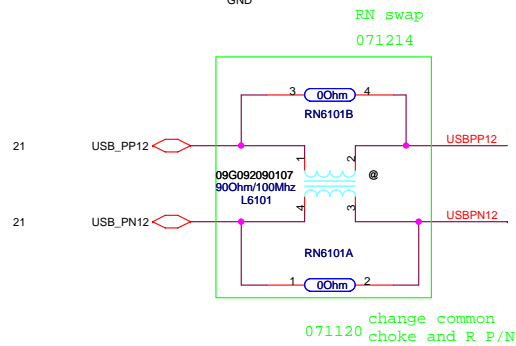 GND
RN swap
071214
3 0Ohm 4
RN6101B
21 USB_PP12 USBPP12
1 2
09G092090107 @
90Ohm/100Mhz
L6101
4 3
21 USB_PN12 USBPN12
RN6101A
1 0Ohm 2
change common
071120 choke and R P/N